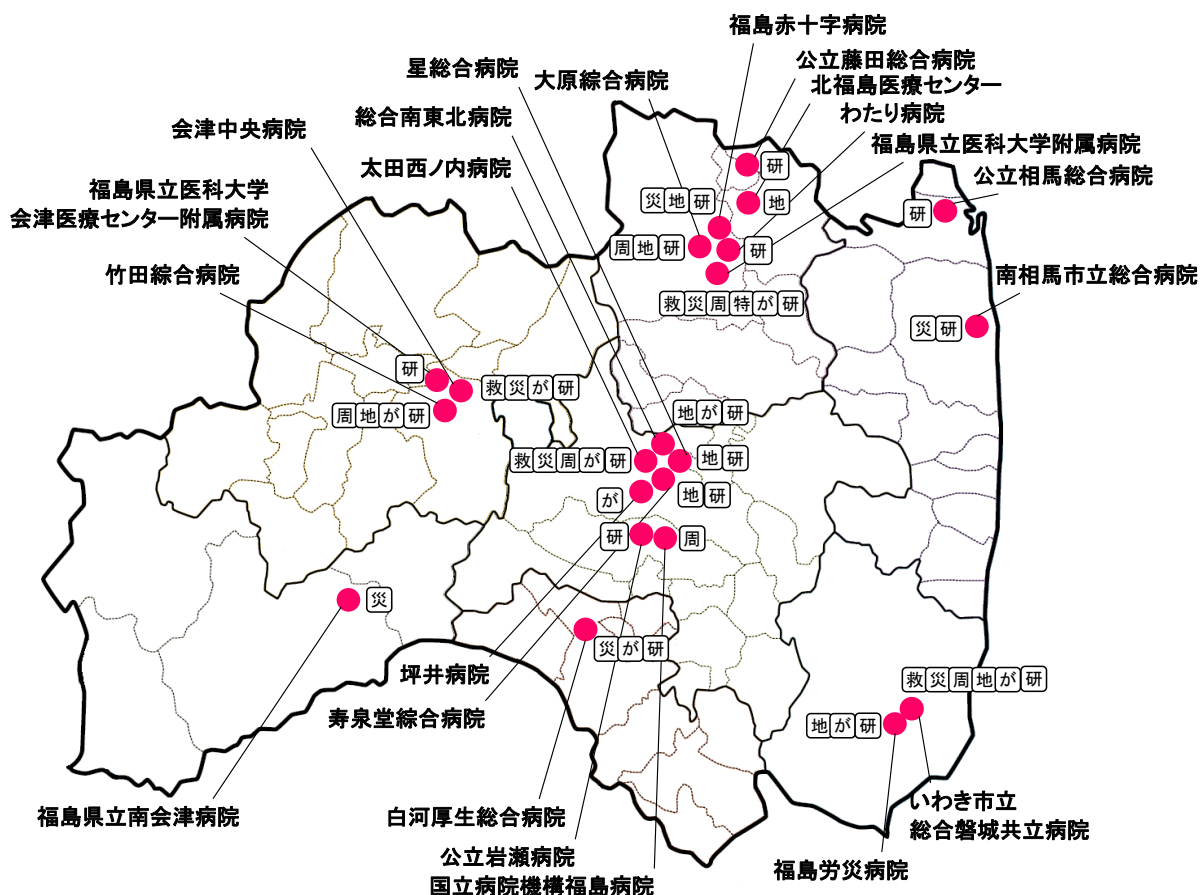 福島赤十字病院
公立藤田総合病院
星総合病院
大原綜合病院
北福島医療センター
総合南東北病院
わたり病院
会津中央病院
福島県立医科大学附属病院
太田西ノ内病院
公立相馬総合病院
福島県立医科大学
会津医療センター附属病院
竹田綜合病院
南相馬市立総合病院
研
災地研
地
研
周地研
研
救災周特が研
災研
研
救災が研
周地が研
地が研
救災周が研
地研
が
地研
研
周
災
災が研
救災周地が研
地が研
坪井病院
寿泉堂綜合病院
福島県立南会津病院
白河厚生総合病院
いわき市立
総合磐城共立病院
公立岩瀬病院
福島労災病院
国立病院機構福島病院